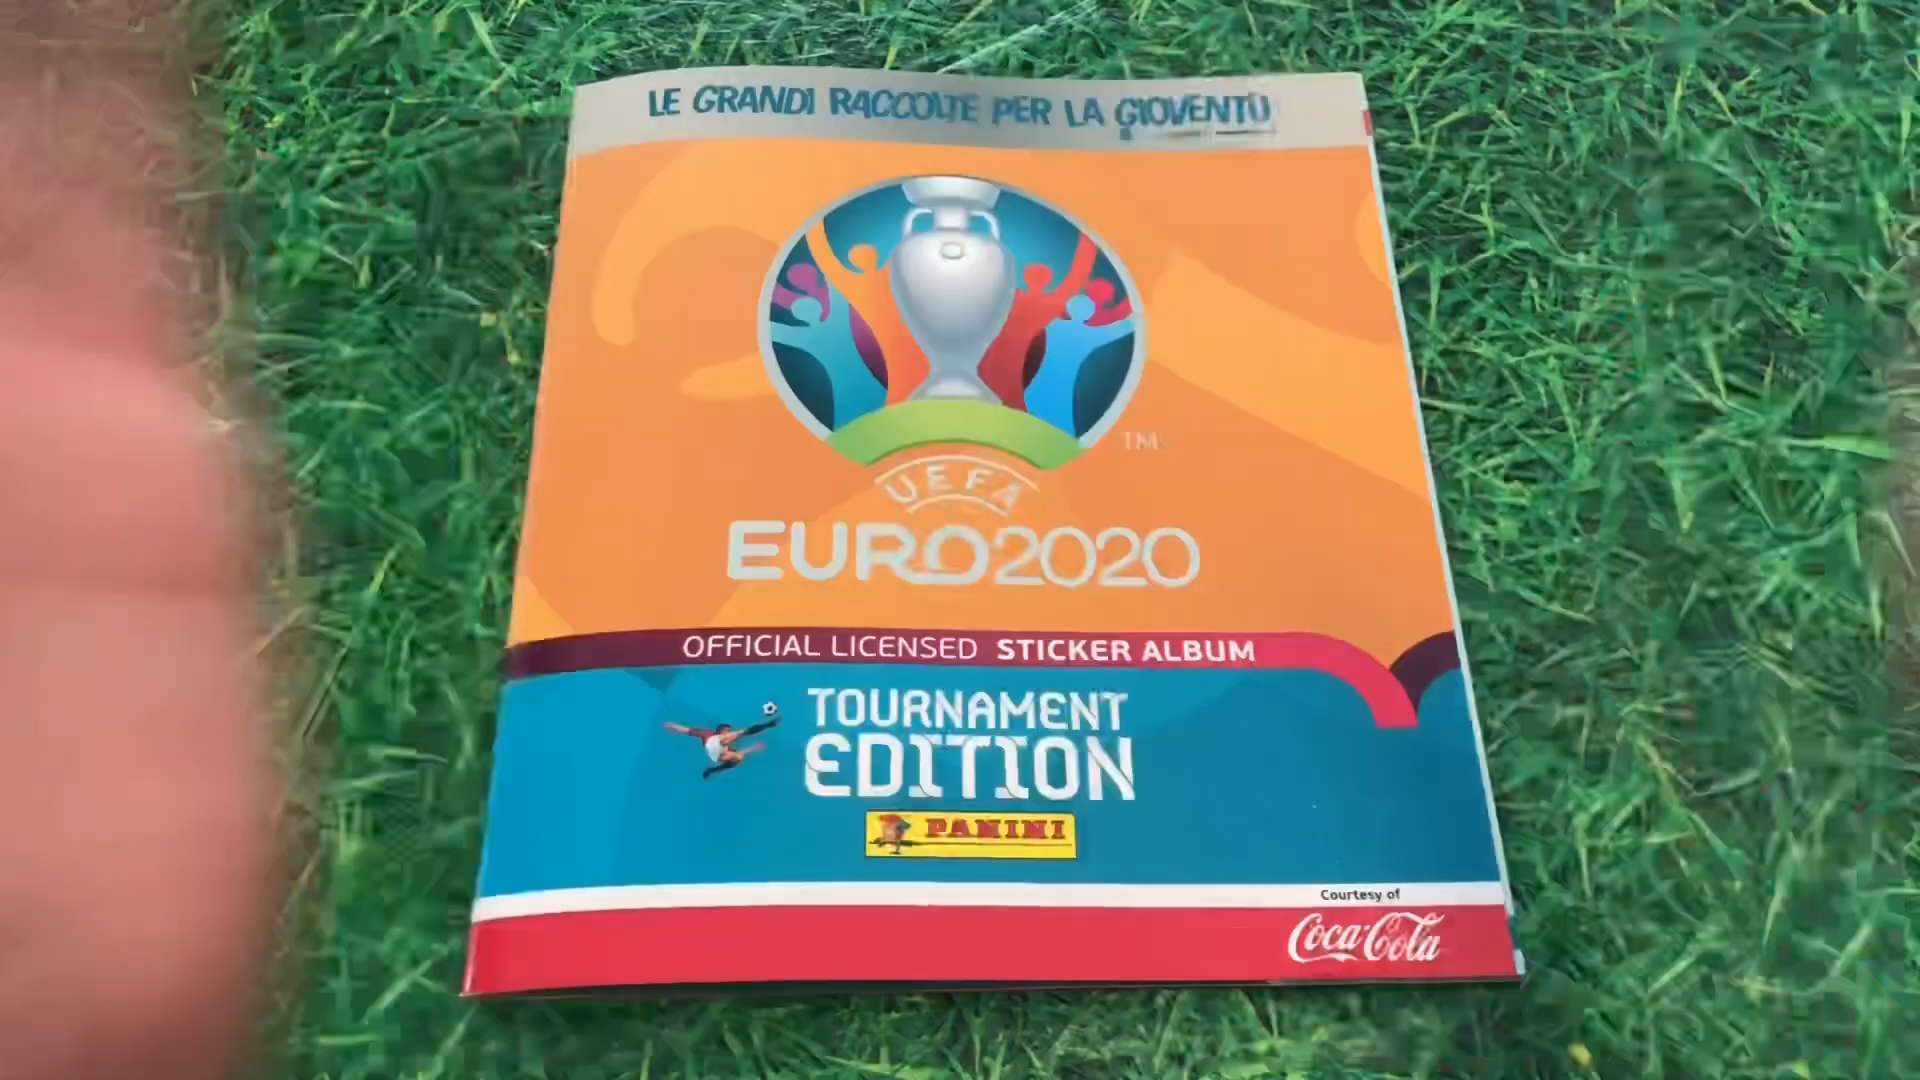 LE GRANDI RACCOLTE PER LA GIOVENTÙ
TM
UEFA
EURO2020
OFFICIAL LICENSED STICKER ALBUM
TOURNAMENT
EDITION
PANINI
Courtesy of
Coca-Cola